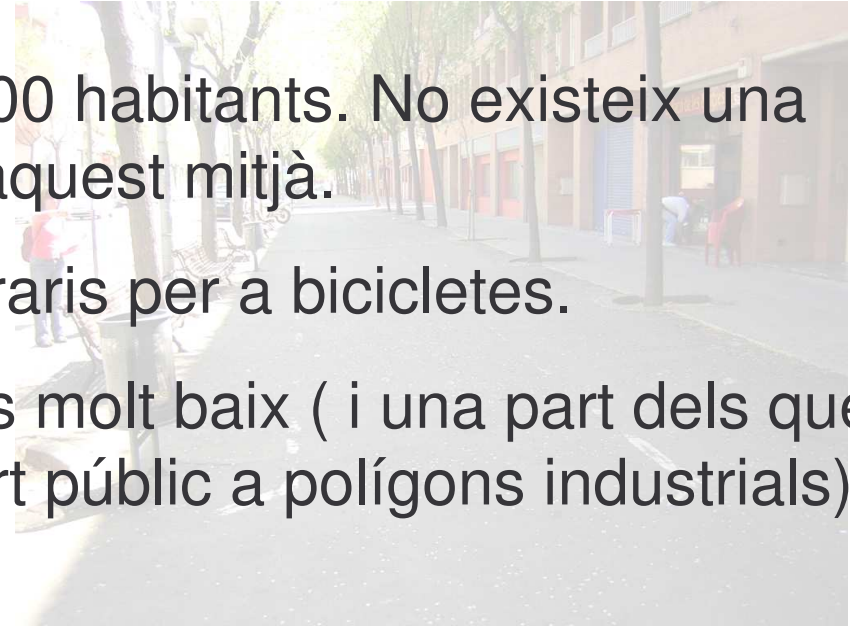 00 habitants. No existeix una
aquest mitjà.
raris per a bicicletes.
s molt baix ( i una part dels que
rt públic a polígons industrials)